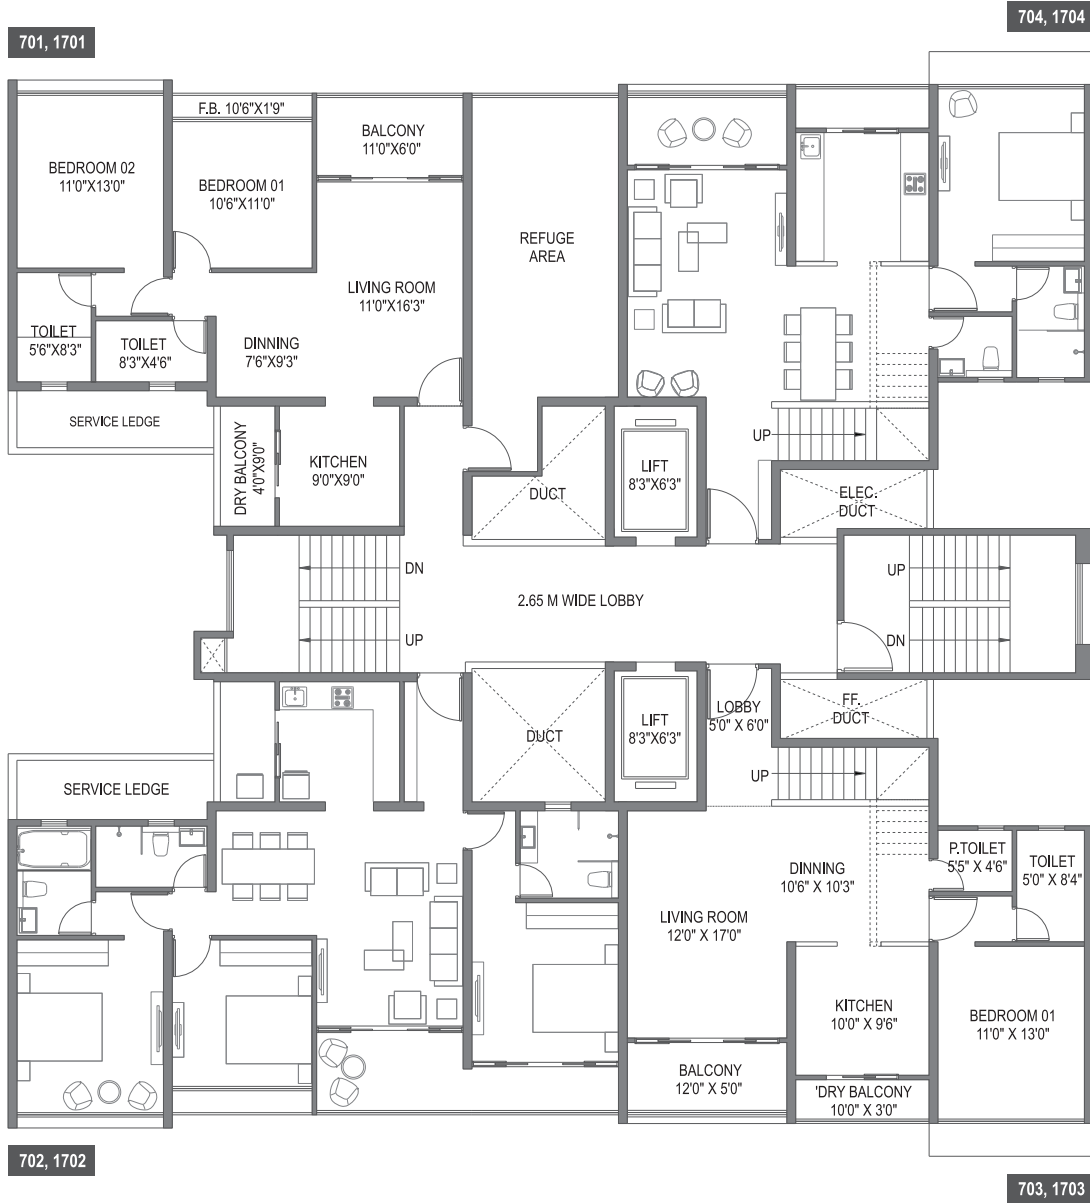 704, 1704
701, 1701
F.B. 10'6"X1'9"
BALCONY
11'0"X6'0"
BEDROOM 02
11'0"X13'0"
BEDROOM 01
10'6"X11'0"
REFUGE
AREA
LIVING ROOM
11'0"X16'3"
TOILET
5'6"X8'3"
TOILET
8'3"X4'6"
DINNING
7'6"X9'3"
SERVICE LEDGE
DRY BALCONY
4'0"X9'0"
KITCHEN
9'0"X9'0"
UP
LIFT
8'3"X6'3"
DUCT
ELEC.
DUCT
DN
UP
2.65 M WIDE LOBBY
UP
DN
LOBBY
5'0" X 6'0"
FF.
DUCT
LIFT
8'3"X6'3"
DUCT
UP
SERVICE LEDGE
P.TOILET
5'5" X 4'6"
TOILET
5'0" X 8'4"
DINNING
10'6" X 10'3"
LIVING ROOM
12'0" X 17'0"
KITCHEN
10'0" X 9'6"
BEDROOM 01
11'0" X 13'0"
BALCONY
12'0" X 5'0"
'DRY BALCONY
10'0" X 3'0"
702, 1702
703, 1703